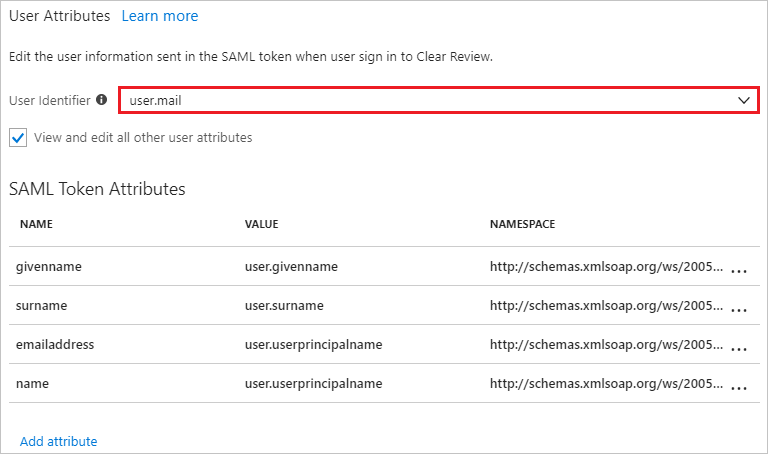 User Attributes Learn more
Edit the user information sent in the SAML token when user sign in to Clear Review.
User Identifier user.mail
View and edit all other user attributes
SAML Token Attributes
NAME VALUE NAMESPACE
givenname user.givenname http://schemas.xmlsoap.org/ws/2005... ...
surname user.surname http://schemas.xmlsoap.org/ws/2005... ...
emailaddress user.userprincipalname http://schemas.xmlsoap.org/ws/2005... ...
name user.userprincipalname http://schemas.xmlsoap.org/ws/2005... ...
Add attribute